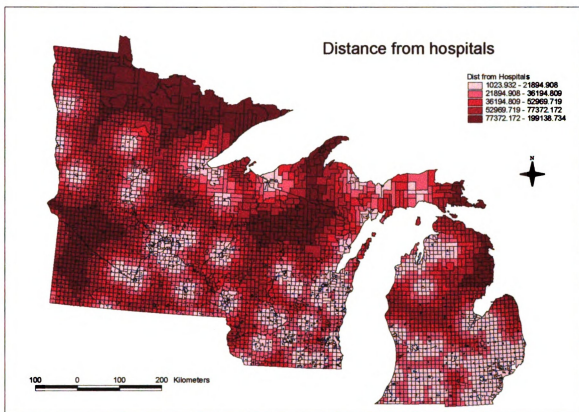 Distance from hospitals
Dist from Hospitals
1023.932 - 21894.908
21894.908 - 36194.809
36194.809 - 52969.719
52969.719 - 77372.172
77372.172 - 199138.734
N
100 0 100 200 Kilometers